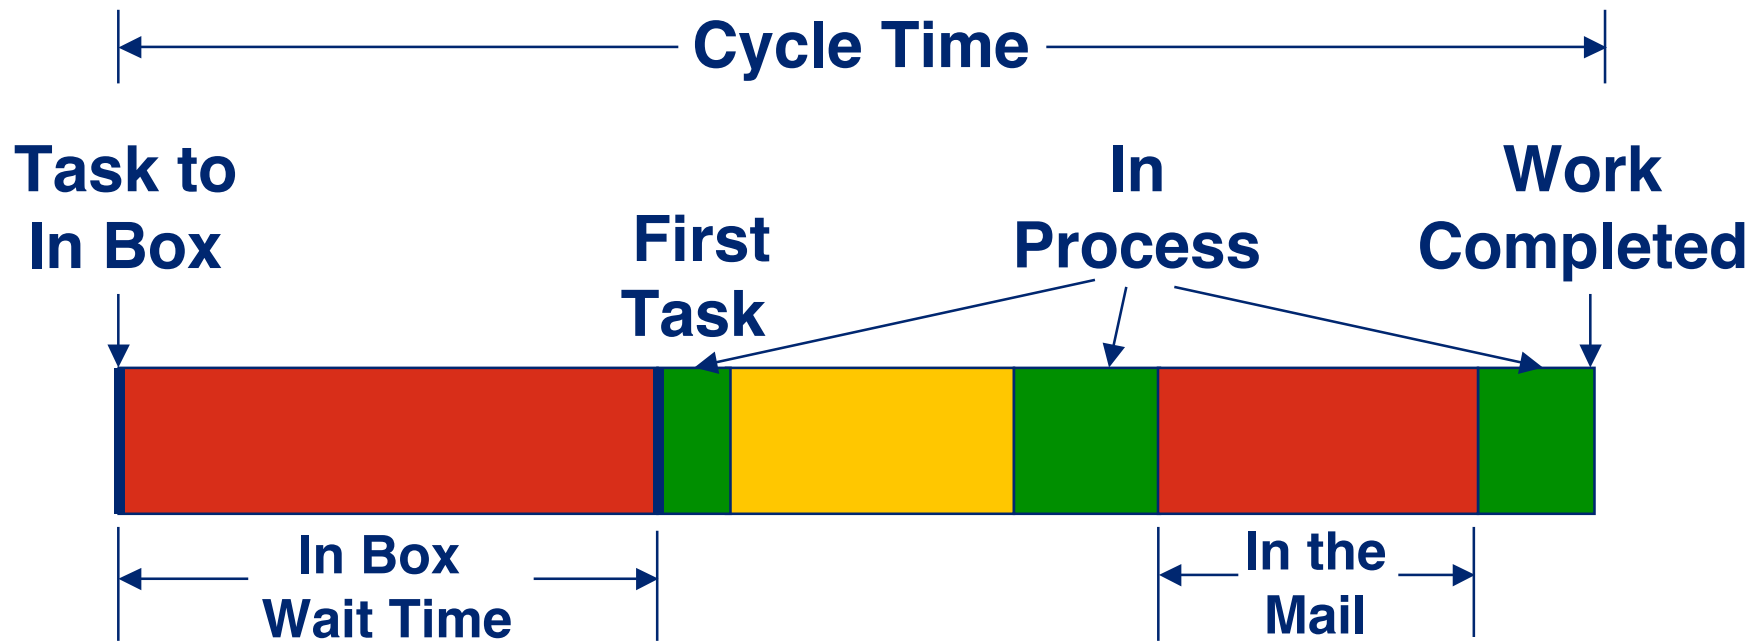 Cycle Time
Task to
In Box
First
Task
In
Process
Work
Completed
In Box
Wait Time
In the
Mail